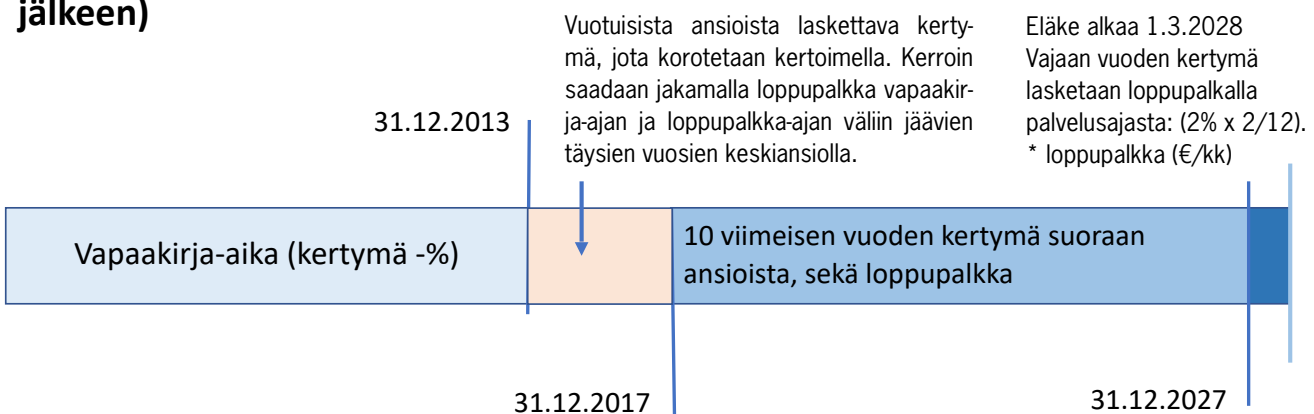 jälkeen)
Vuotuisista ansioista laskettava kerty-
mä, jota korotetaan kertoimella. Kerroin
saadaan jakamalla loppupalkka vapaakir-
ja-ajan ja loppupalkka-ajan väliin jäävien
täysien vuosien keskiansiolla.
Eläke alkaa 1.3.2028
Vajaan vuoden kertymä
lasketaan loppupalkalla
palvelusajasta: (2% x 2/12).
* loppupalkka (€/kk)
31.12.2013
Vapaakirja-aika (kertymä -%)
10 viimeisen vuoden kertymä suoraan
ansioista, sekä loppupalkka
31.12.2017
31.12.2027